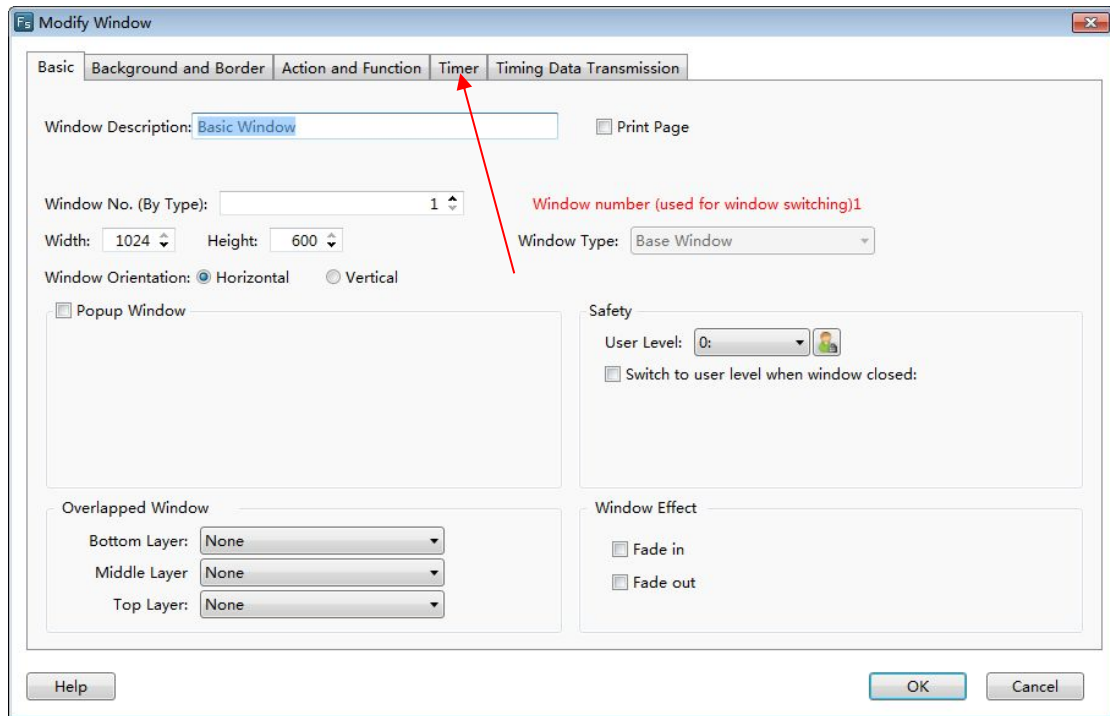 Fs Modify Window
Basic Background and Border Action and Function Timer Timing Data Transmission
Window Description: Basic Window Print Page
Window No. (By Type): 1 Window number (used for window switching)1
Width: 1024 Height: 600 Window Type: Base Window
Window Orientation: Horizontal Vertical
Popup Window Safety
User Level: 0:
Switch to user level when window closed:
Overlapped Window Window Effect
Bottom Layer: None
Fade in
Middle Layer None
Fade out
Top Layer: None
Help OK Cancel